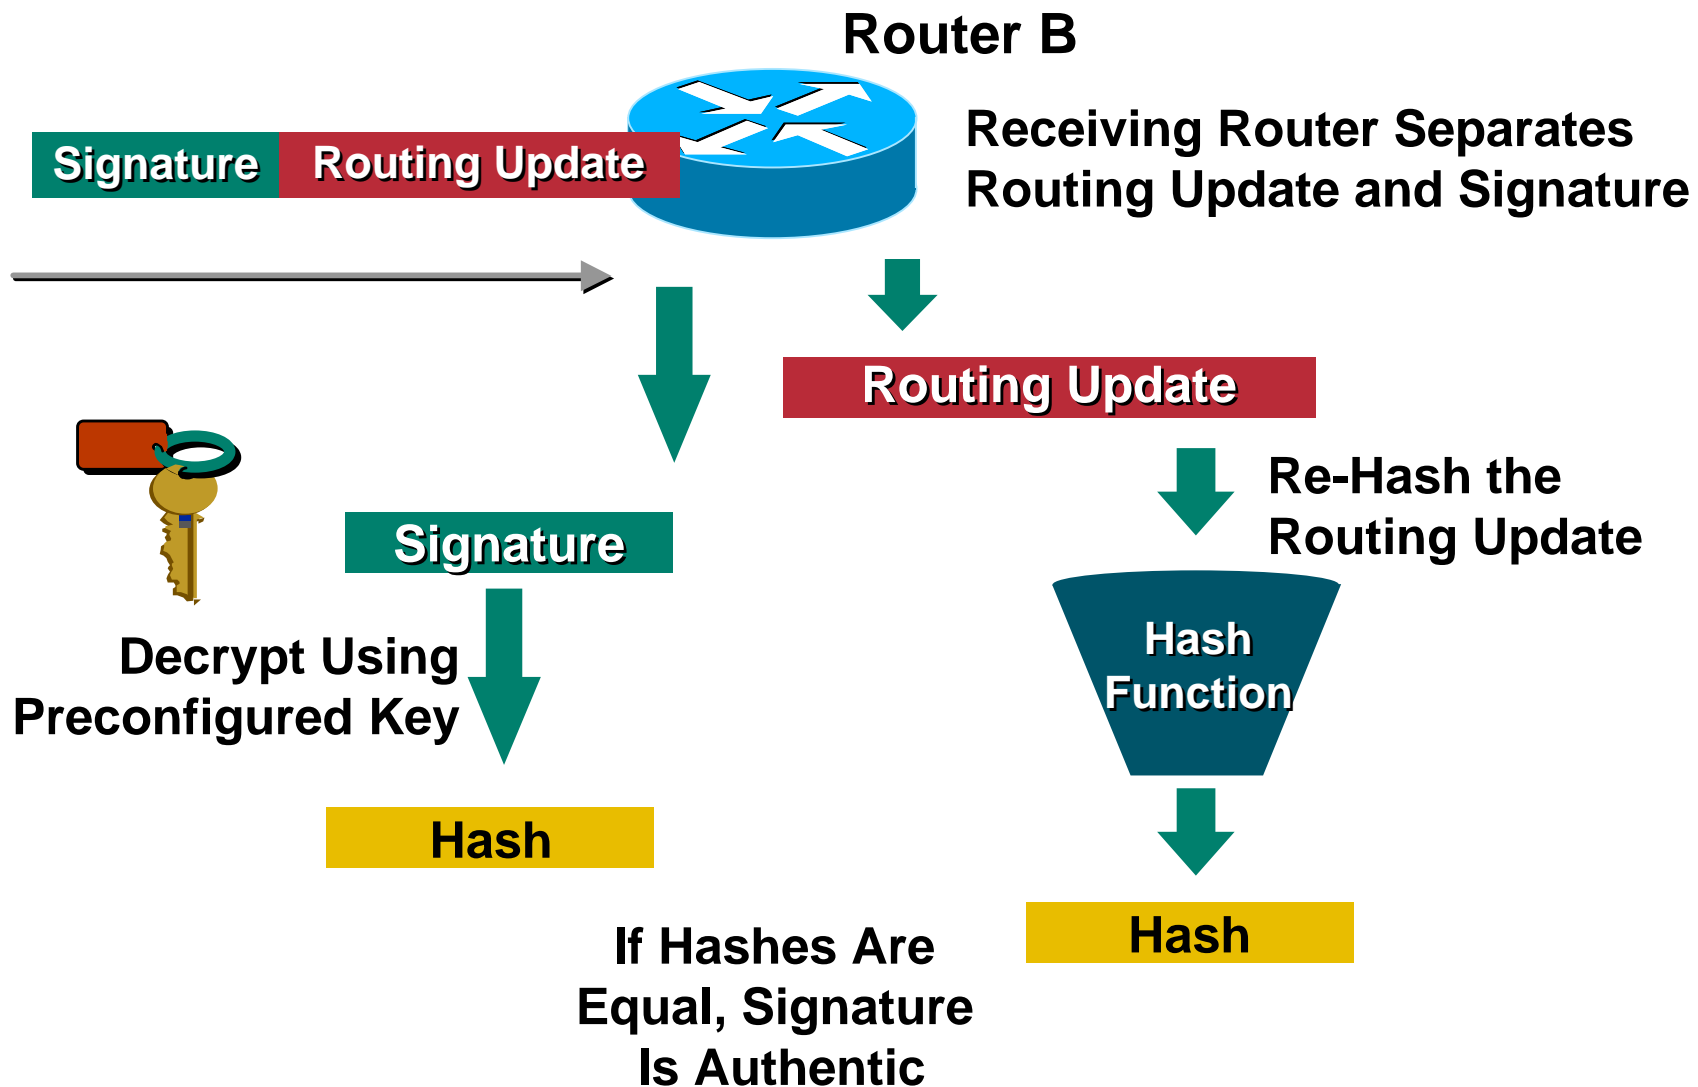 Router B
Signature
Routing Update
Receiving Router Separates
Routing Update and Signature
Routing Update
Re-Hash the
Routing Update
Signature
Decrypt Using
Preconfigured Key
Hash
Function
Hash
Hash
If Hashes Are
Equal, Signature
Is Authentic